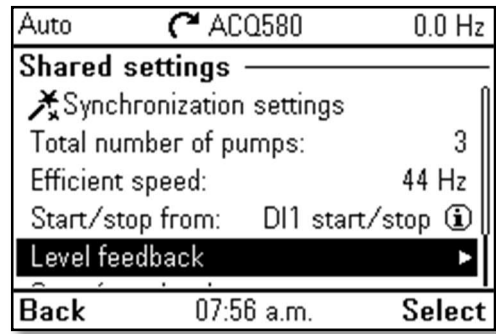 Auto ACQ580 0.0 Hz
Shared settings
Synchronization settings
Total number of pumps: 3
Efficient speed: 44 Hz
Start/stop from: DI1 start/stop
Level feedback
Back 07:56 a.m. Select